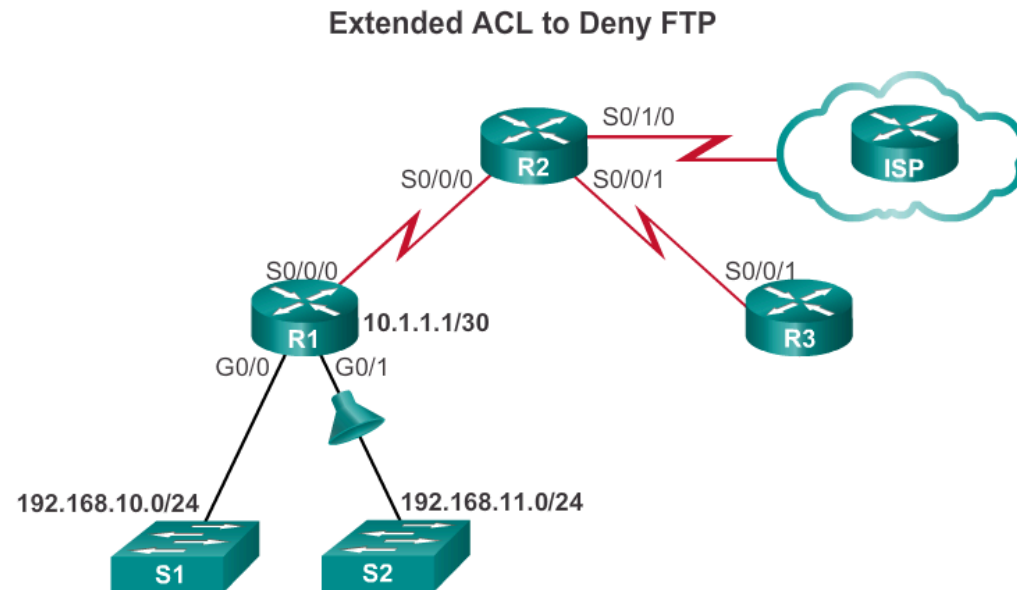 Extended ACL to Deny FTP
S0/1/0
R2
ISP
S0/0/0
S0/0/1
S0/0/0
S0/0/1
R1
10.1.1.1/30
R3
G0/0
G0/1
192.168.10.0/24
192.168.11.0/24
S1
S2